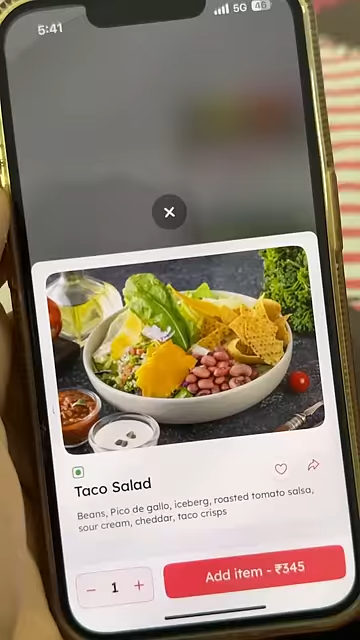 5:41
5G 46
Taco Salad
Beans, Pico de gallo, iceberg, roasted tomato salsa,
sour cream, cheddar, taco crisps
− 1 +
Add item - ₹345